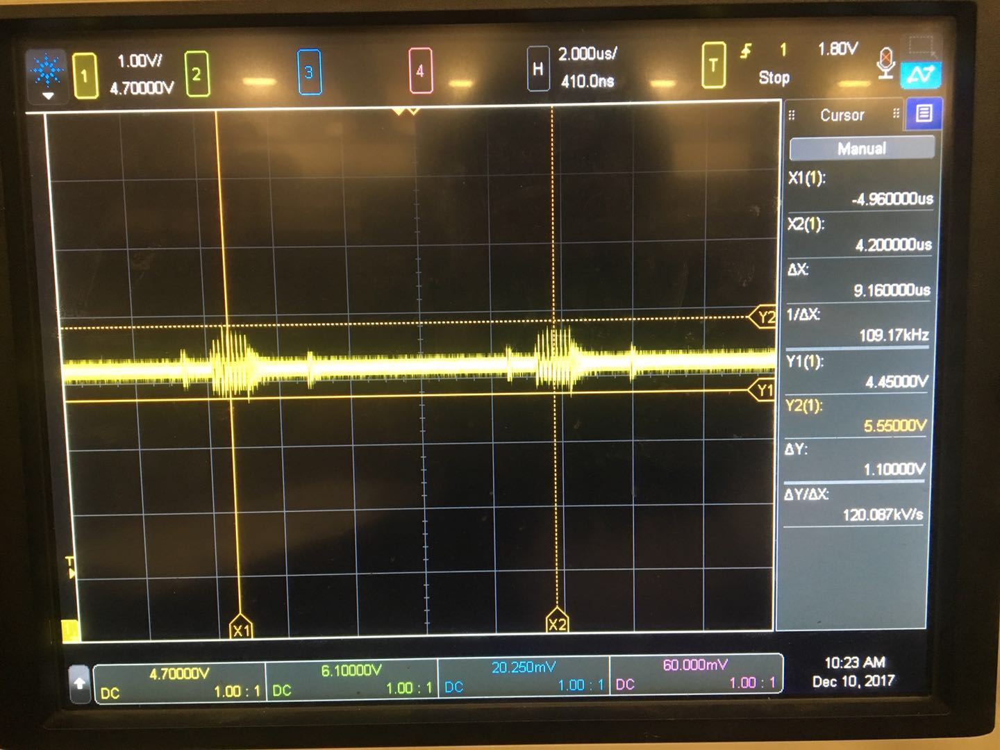 1
1.00V/
4.70000V
2
3
4
H
2.000us/
410.0ns
T
1
1.80V
Stop
Cursor
Manual
X1(1):
-4.960000us
X2(1):
4.200000us
ΔX:
9.160000us
1/ΔX:
109.17kHz
Y1(1):
4.45000V
Y2(1):
5.55000V
ΔY:
1.10000V
ΔY/ΔX:
120.087kV/s
Y2
Y1
T
X1
X2
4.70000V
DC
1.00 : 1
6.10000V
DC
1.00 : 1
20.250mV
DC
1.00 : 1
60.000mV
DC
1.00 : 1
10:23 AM
Dec 10, 2017